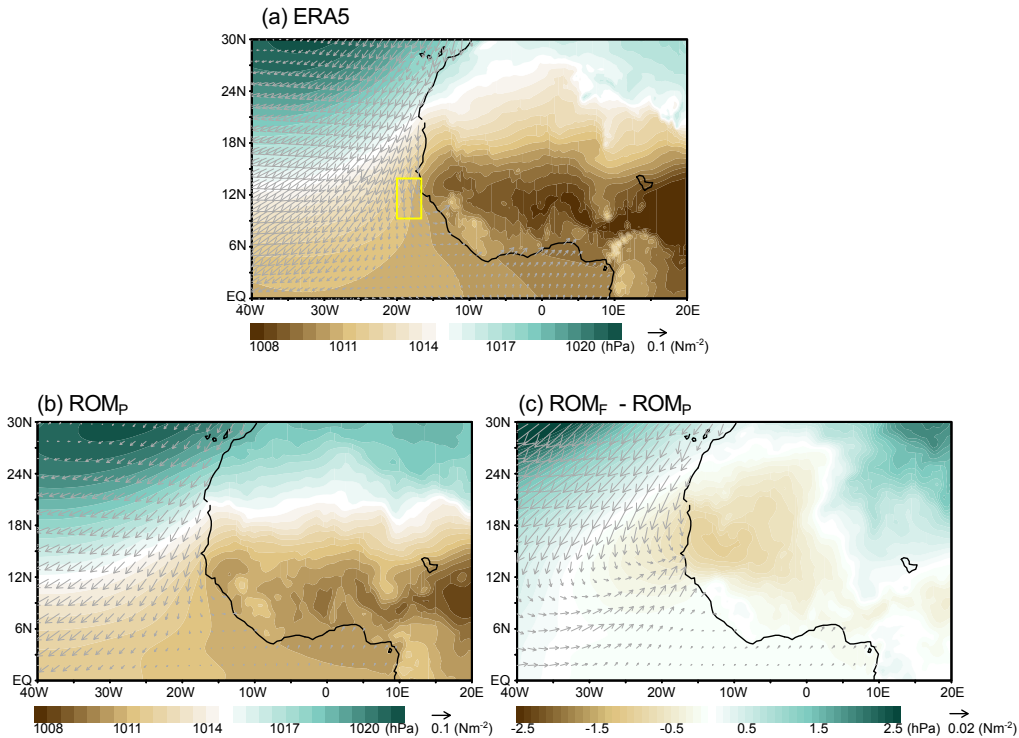 (a) ERA5
30N
24N
18N
12N
6N
EQ
40W 30W 20W 10W 0 10E 20E
1008 1011 1014 1017 1020 (hPa) 0.1 (Nm-2)
(b) ROMP (c) ROMF - ROMP
30N 30N
24N 24N
18N 18N
12N 12N
6N 6N
EQ EQ
40W 30W 20W 10W 0 10E 20E 40W 30W 20W 10W 0 10E 20E
1008 1011 1014 1017 1020 (hPa) 0.1 (Nm-2) -2.5 -1.5 -0.5 0.5 1.5 2.5 (hPa) 0.02 (Nm-2)